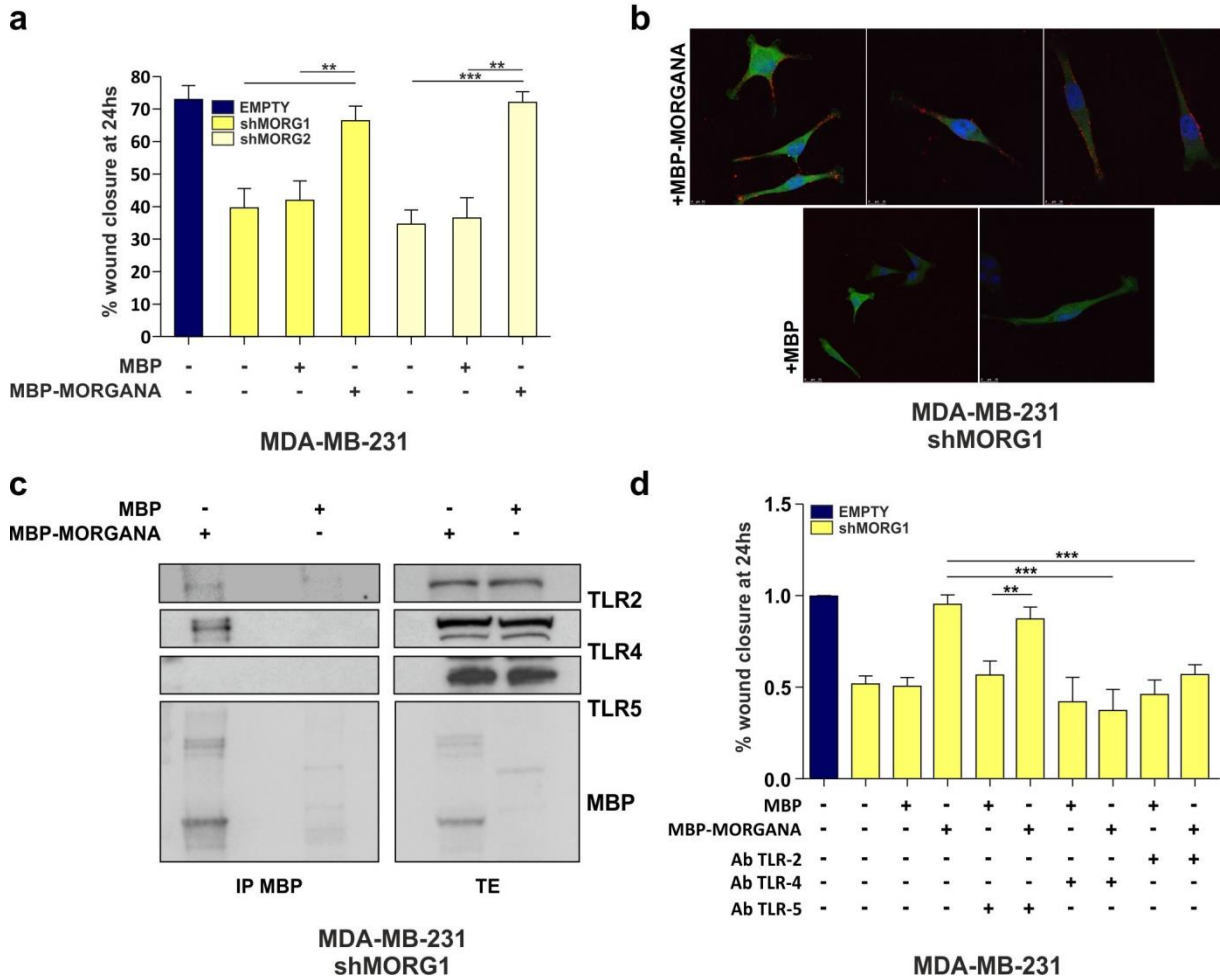 a
% wound closure at 24hs
80
70
60
50
40
30
20
10
0
EMPTY
shMORG1
shMORG2
**
**
***
MBP - - + - - + -
MBP-MORGANA - - - + - - +
MDA-MB-231
b
+MBP-MORGANA
+MBP
MDA-MB-231
shMORG1
c
MBP - + - +
MBP-MORGANA + - + -
TLR2
TLR4
TLR5
MBP
IP MBP TE
MDA-MB-231
shMORG1
d
% wound closure at 24hs
1.5
1.0
0.5
0.0
EMPTY
shMORG1
***
***
**
MBP - - + - + - + - + -
MBP-MORGANA - - - + - + - + - +
Ab TLR-2 - - - - - - - - + +
Ab TLR-4 - - - - - - + + - -
Ab TLR-5 - - - - + + - - - -
MDA-MB-231